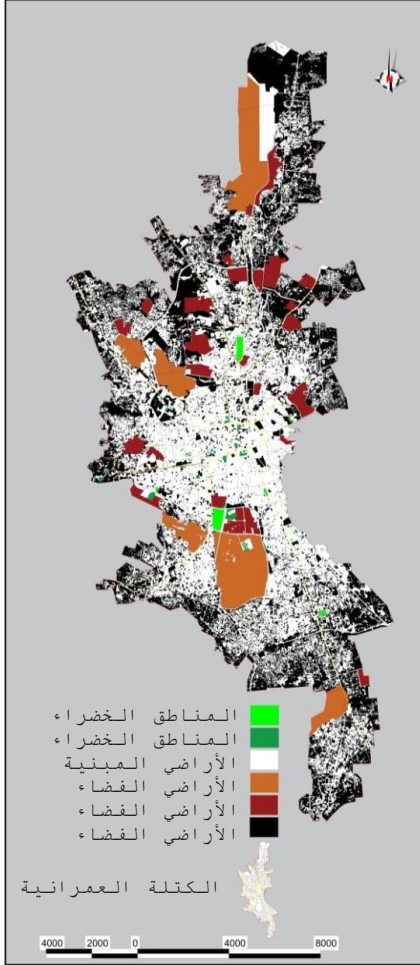 N
المناطق الخضراء
المناطق الخضراء
الأراضي المبنية
الأراضي الفضاء
الأراضي الفضاء
الأراضي الفضاء
الكتلة العمرانية
4000 2000 0 4000 8000